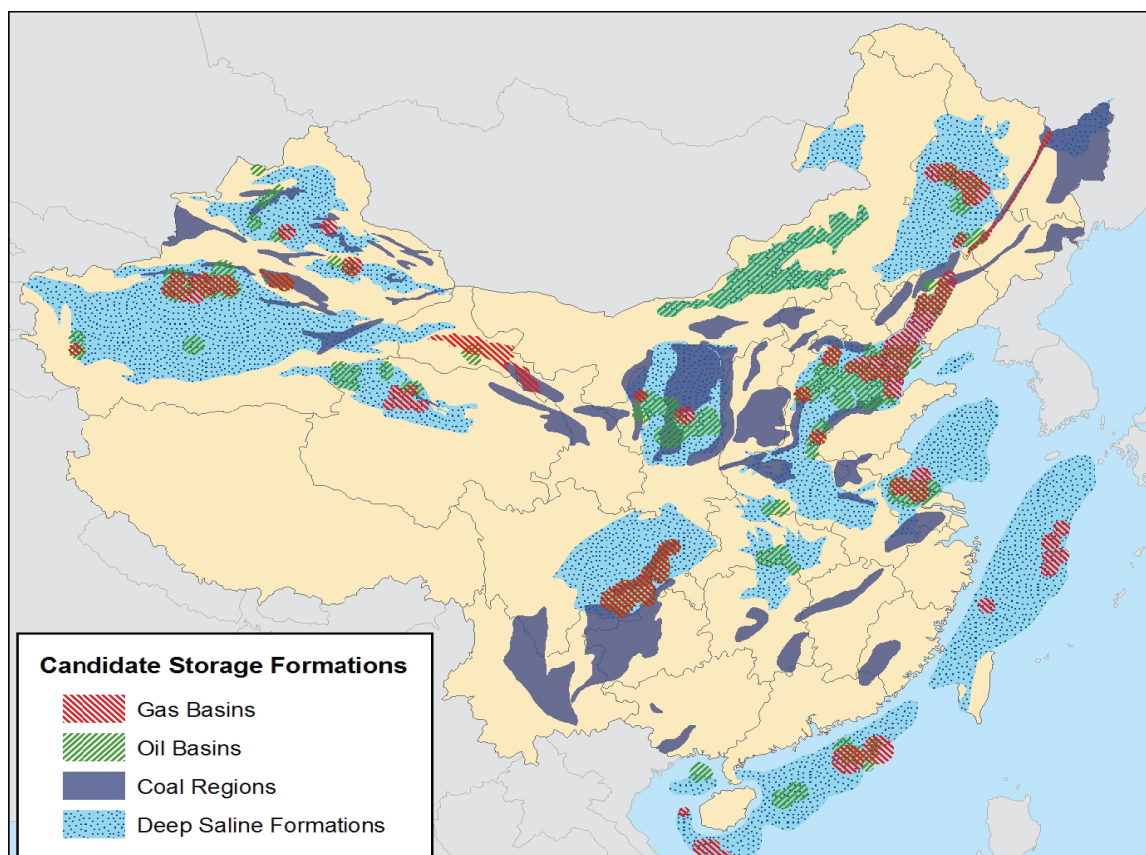 Candidate Storage Formations
Gas Basins
Oil Basins
Coal Regions
Deep Saline Formations